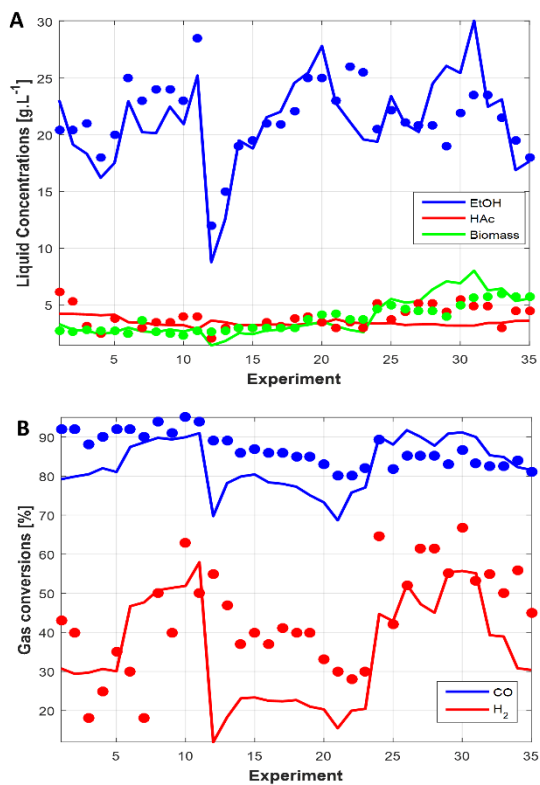 A
Liquid Concentrations [g.L⁻¹]
30
25
20
15
10
5
EtOH
HAc
Biomass
5 10 15 20 25 30 35
Experiment
B
Gas conversions [%]
90
80
70
60
50
40
30
20
CO
H₂
5 10 15 20 25 30 35
Experiment